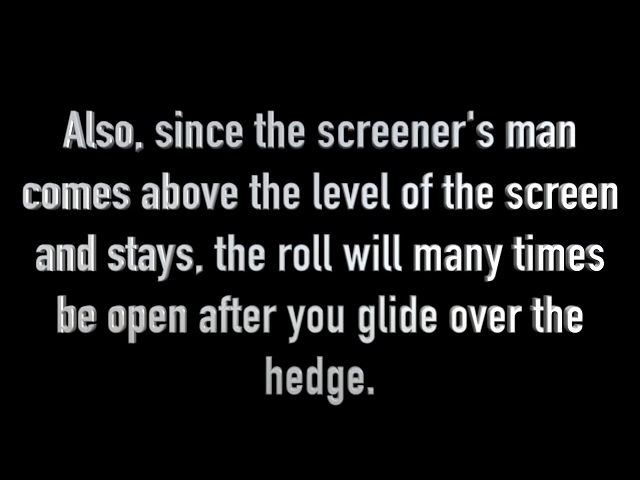 Also, since the screener's man
comes above the level of the screen
and stays, the roll will many times
be open after you glide over the
hedge.